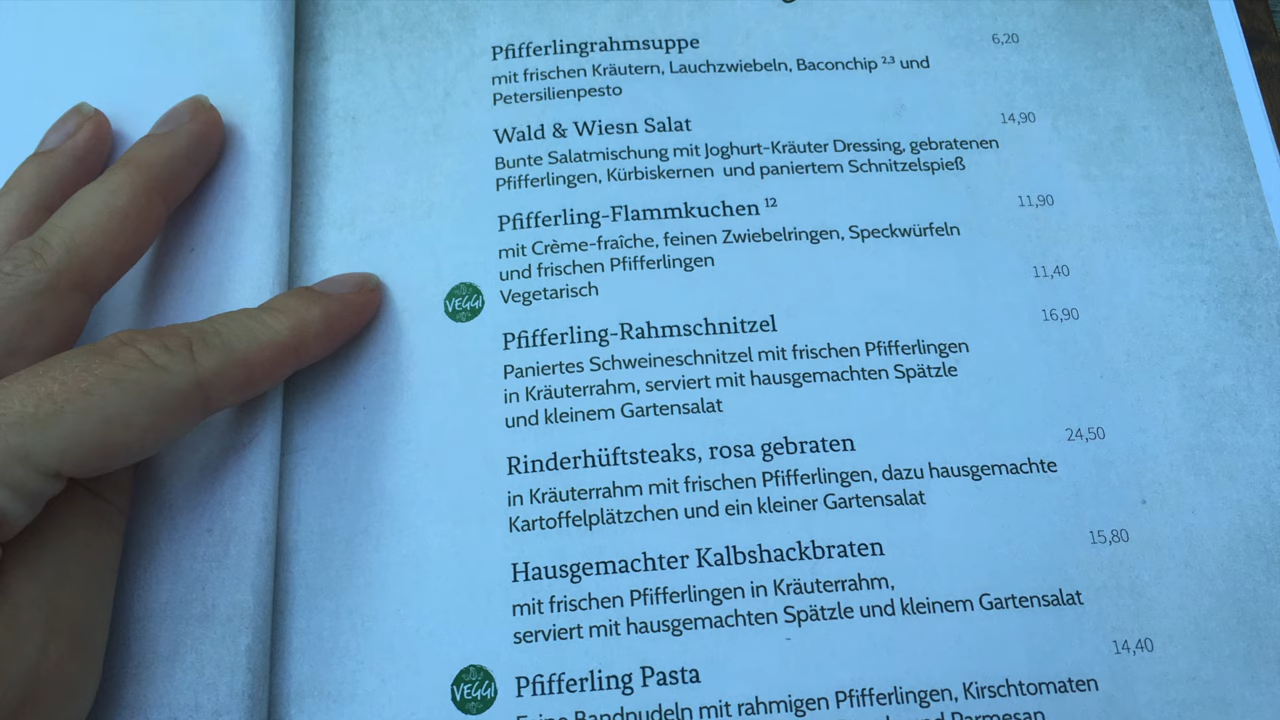 Pfifferlingrahmsuppe 6,20
mit frischen Kräutern, Lauchzwiebeln, Baconchip 2,3 und
Petersilienpesto
Wald & Wiesn Salat 14,90
Bunte Salatmischung mit Joghurt-Kräuter Dressing, gebratenen
Pfifferlingen, Kürbiskernen und paniertem Schnitzelspieß
Pfifferling-Flammkuchen 12 11,90
mit Crème-fraîche, feinen Zwiebelringen, Speckwürfeln
und frischen Pfifferlingen
VEGGI Vegetarisch 11,40
Pfifferling-Rahmschnitzel 16,90
Paniertes Schweineschnitzel mit frischen Pfifferlingen
in Kräuterrahm, serviert mit hausgemachten Spätzle
und kleinem Gartensalat
Rinderhüftsteaks, rosa gebraten 24,50
in Kräuterrahm mit frischen Pfifferlingen, dazu hausgemachte
Kartoffelplätzchen und ein kleiner Gartensalat
Hausgemachter Kalbshackbraten 15,80
mit frischen Pfifferlingen in Kräuterrahm,
serviert mit hausgemachten Spätzle und kleinem Gartensalat
VEGGI Pfifferling Pasta 14,40
Feine Bandnudeln mit rahmigen Pfifferlingen, Kirschtomaten
und Parmesan